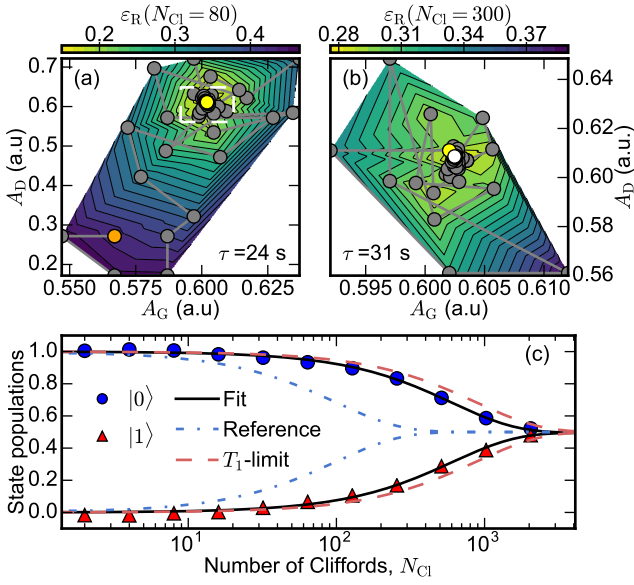 ε_R(N_Cl = 80)
0.2 0.3 0.4
ε_R(N_Cl = 300)
0.28 0.31 0.34 0.37
(a)
0.7
0.6
0.5
0.4
0.3
0.2
A_D (a.u)
τ =24 s
0.550 0.575 0.600 0.625
A_G (a.u)
(b)
0.64
0.62
0.60
0.58
0.56
A_D (a.u)
τ =31 s
0.595 0.600 0.605 0.610
A_G (a.u)
(c)
State populations
1.0
0.8
0.6
0.4
0.2
0.0
|0⟩
|1⟩
Fit
Reference
T_1-limit
10^1 10^2 10^3
Number of Cliffords, N_Cl